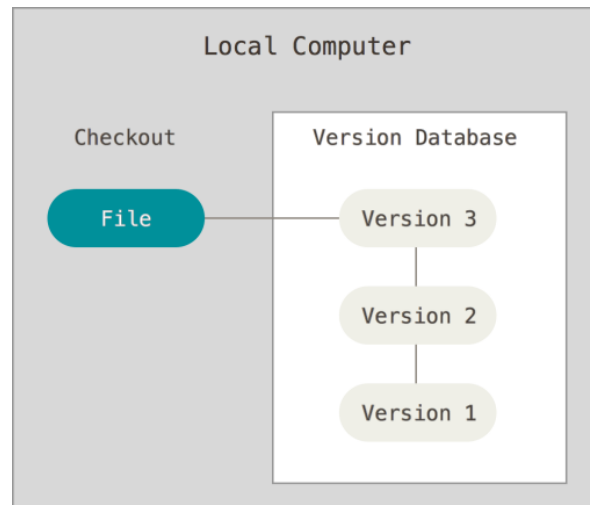 Local Computer
Checkout
Version Database
File
Version 3
Version 2
Version 1